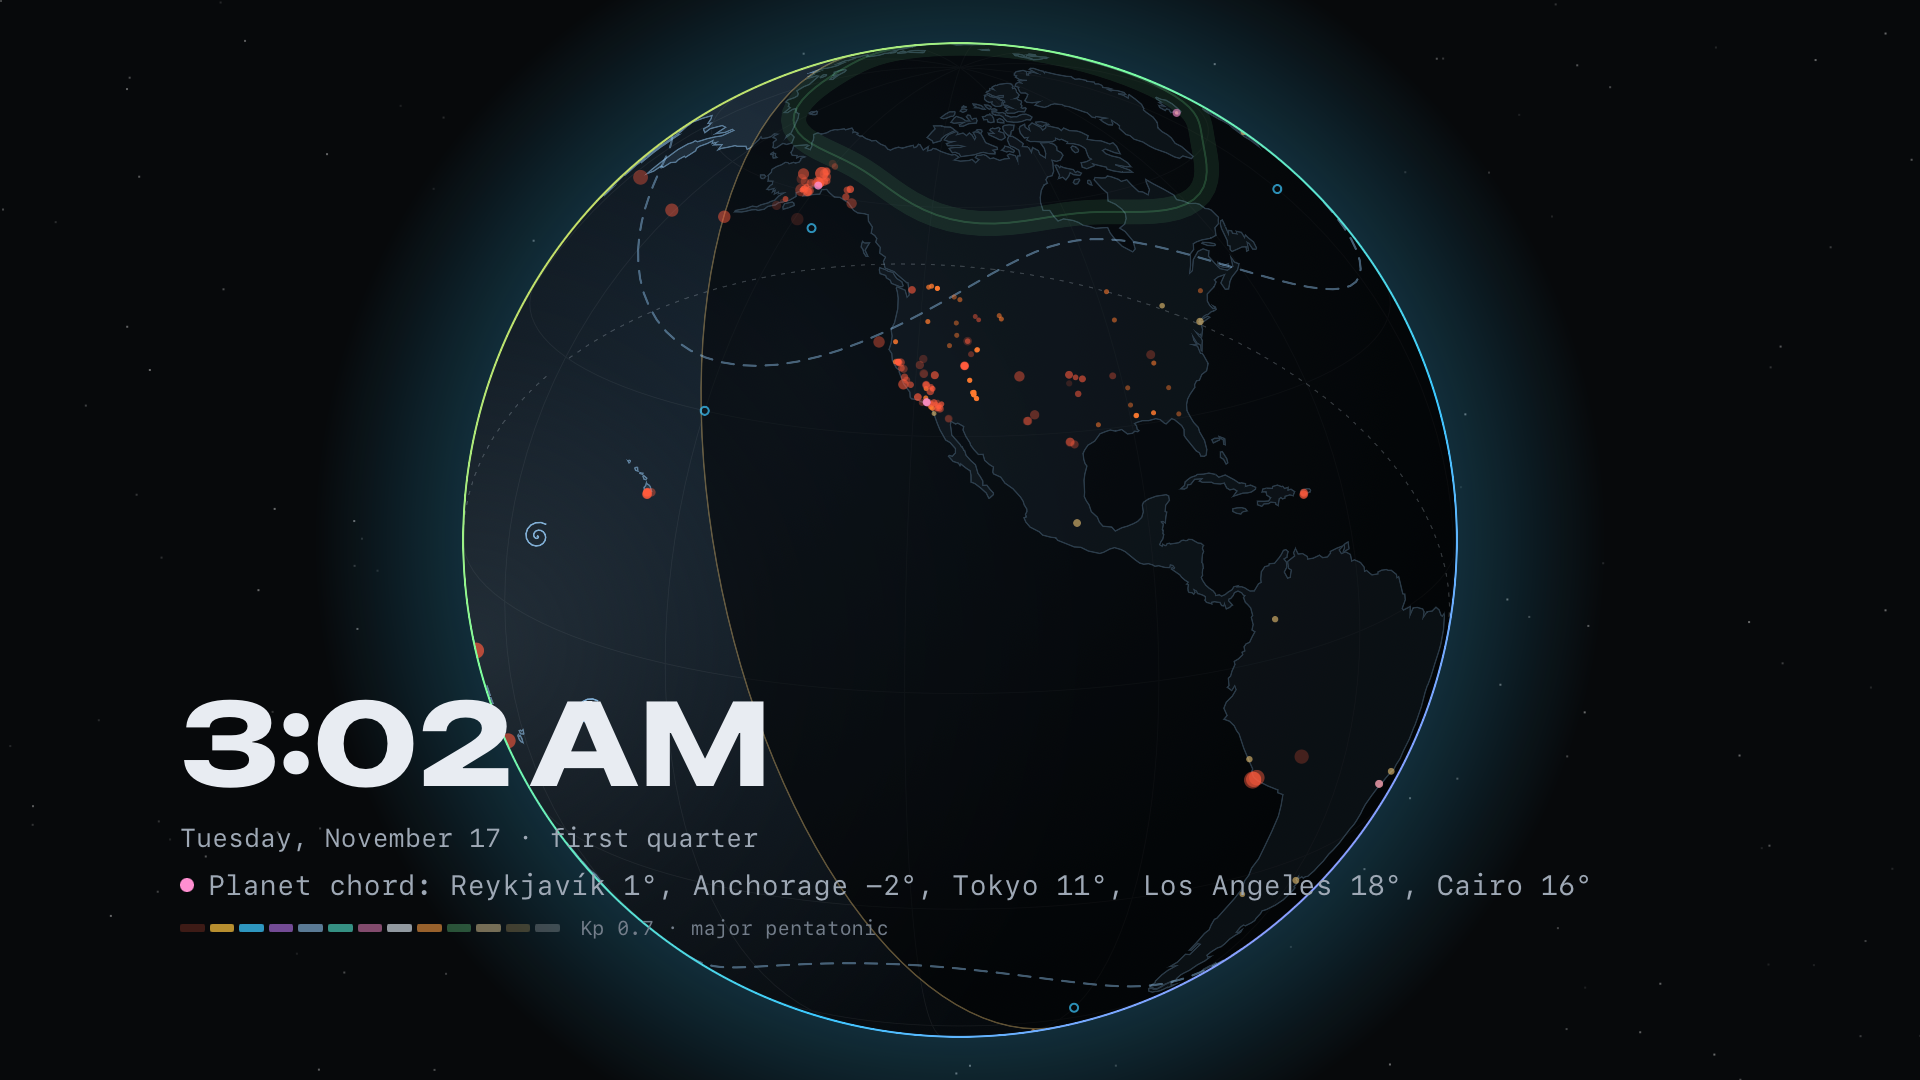 3:02 AM
Tuesday, November 17 · first quarter
Planet chord: Reykjavík 1°, Anchorage −2°, Tokyo 11°, Los Angeles 18°, Cairo 16°
Kp 0.7 · major pentatonic